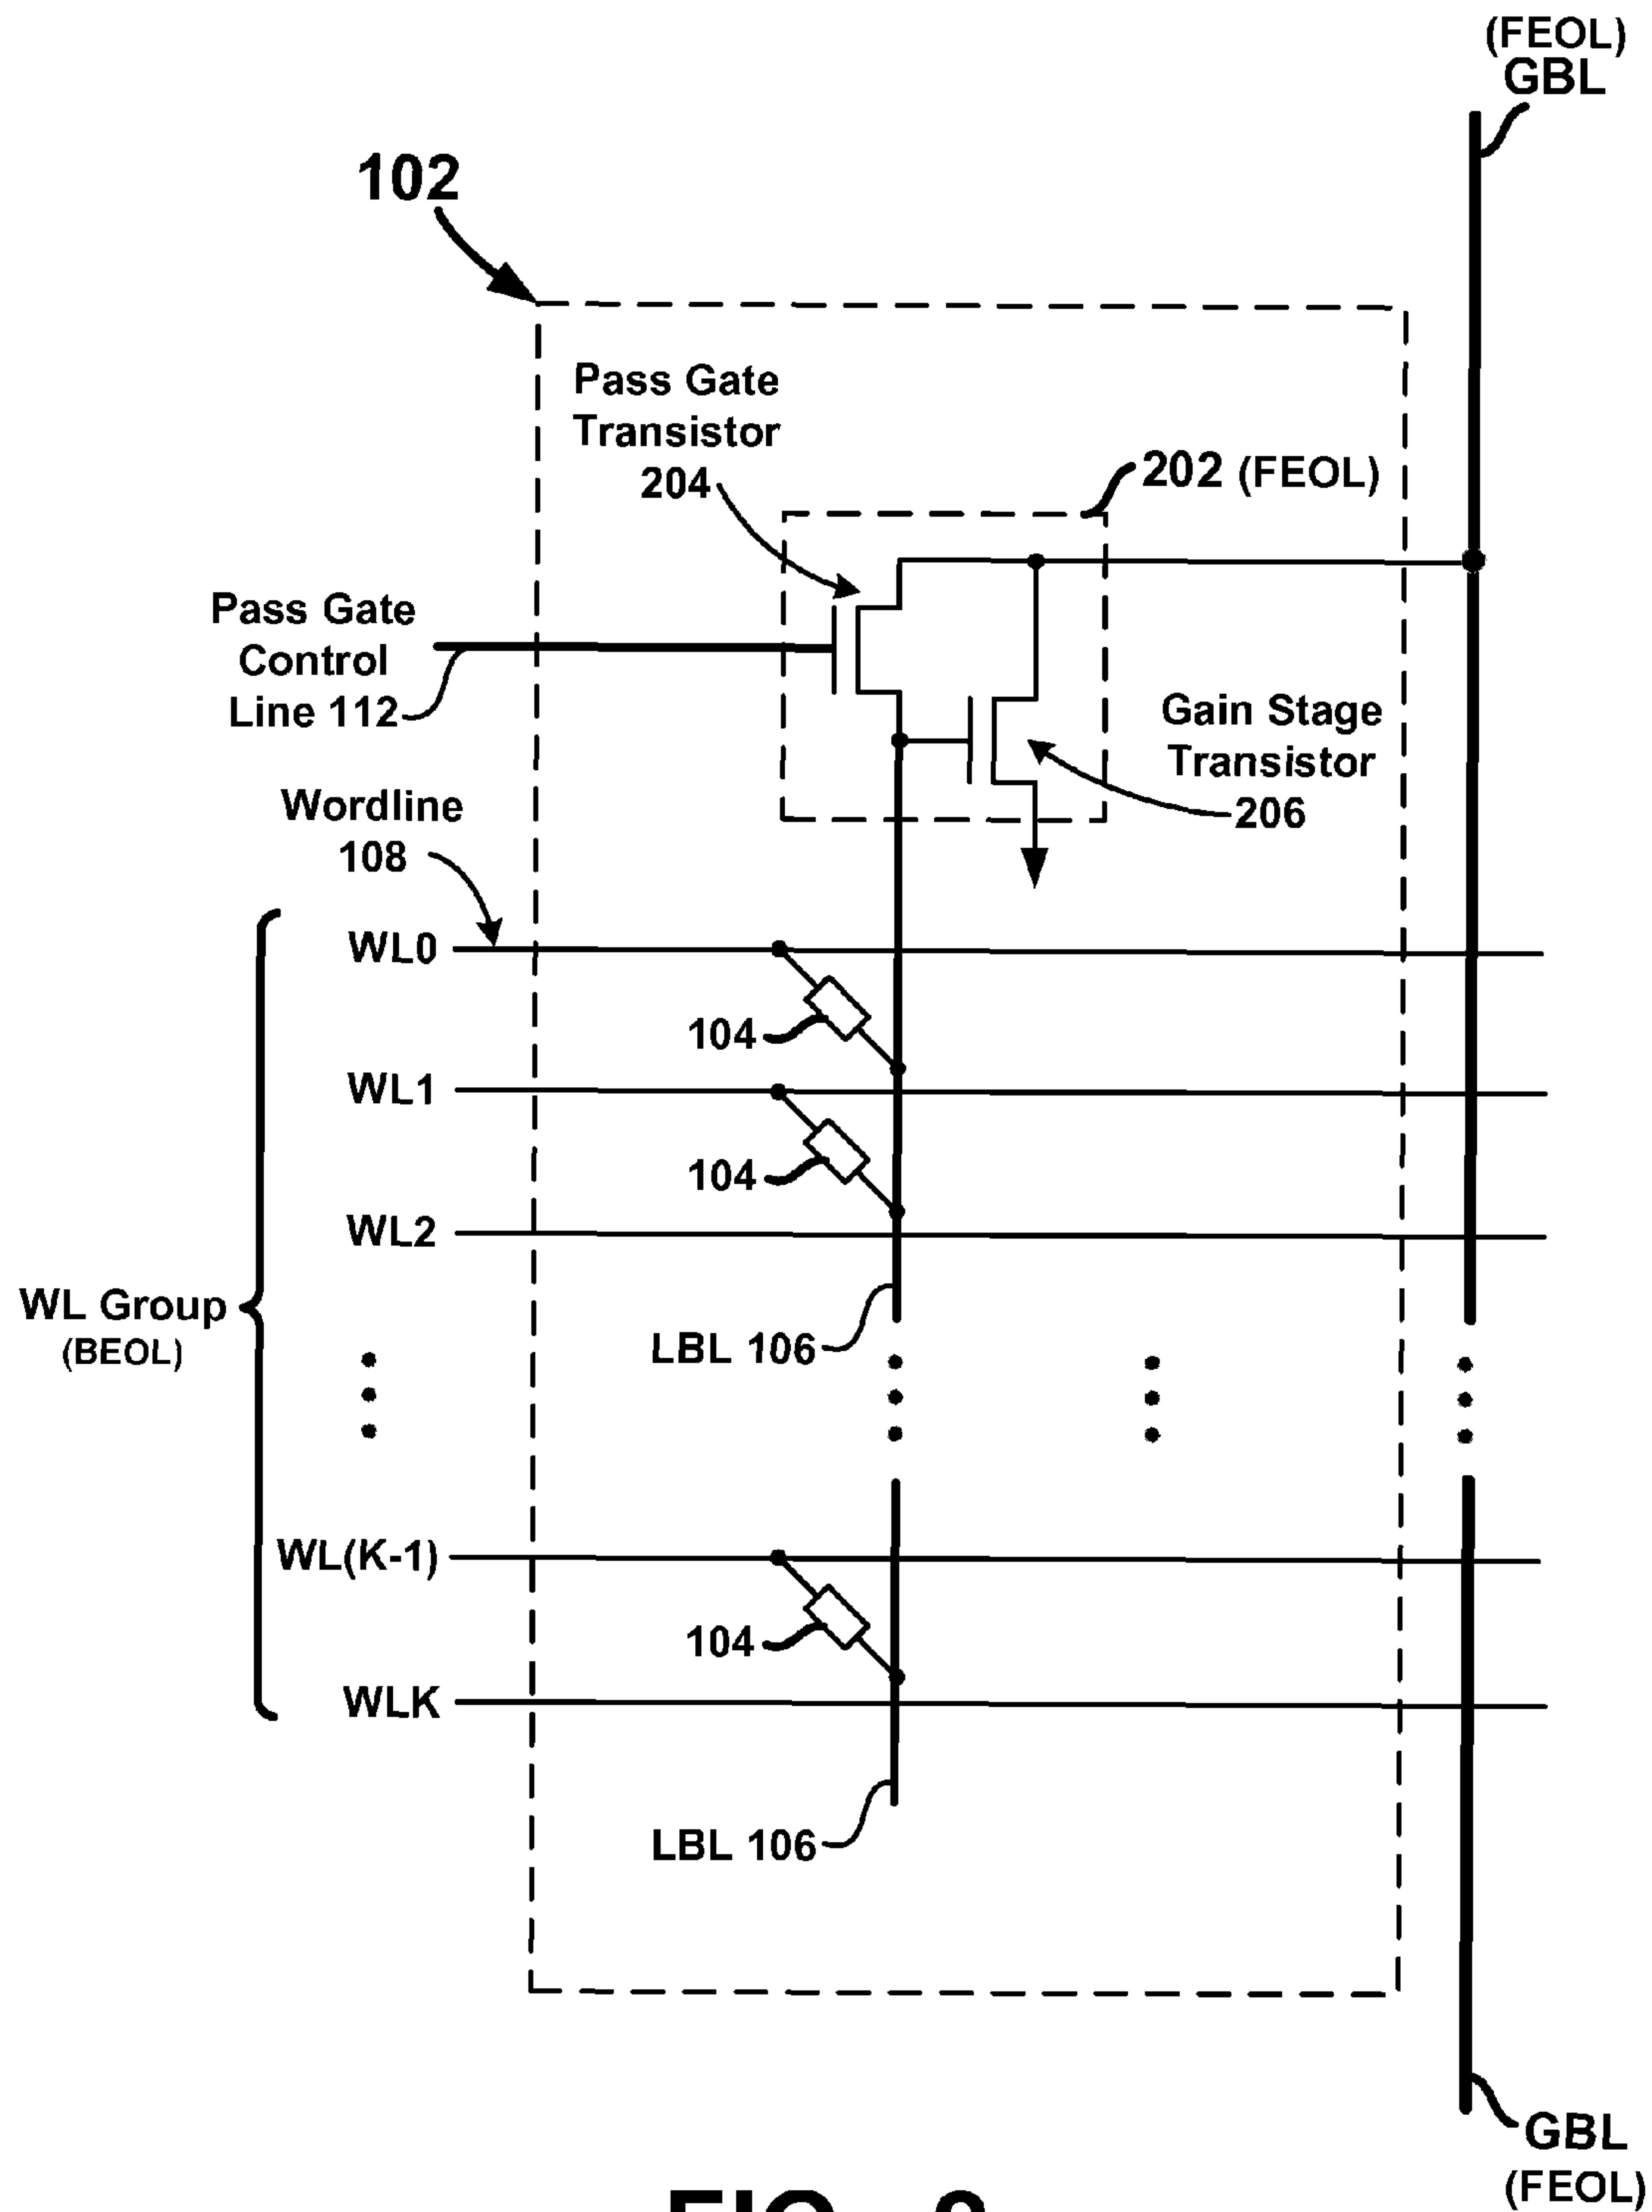 (FEOL)
GBL
102
Pass Gate
Transistor
204
202 (FEOL)
Pass Gate
Control
Line 112
Gain Stage
Transistor
206
Wordline
108
WL0
104
WL1
104
WL2
WL Group
(BEOL)
LBL 106
WL(K-1)
104
WLK
LBL 106
GBL
(FEOL)